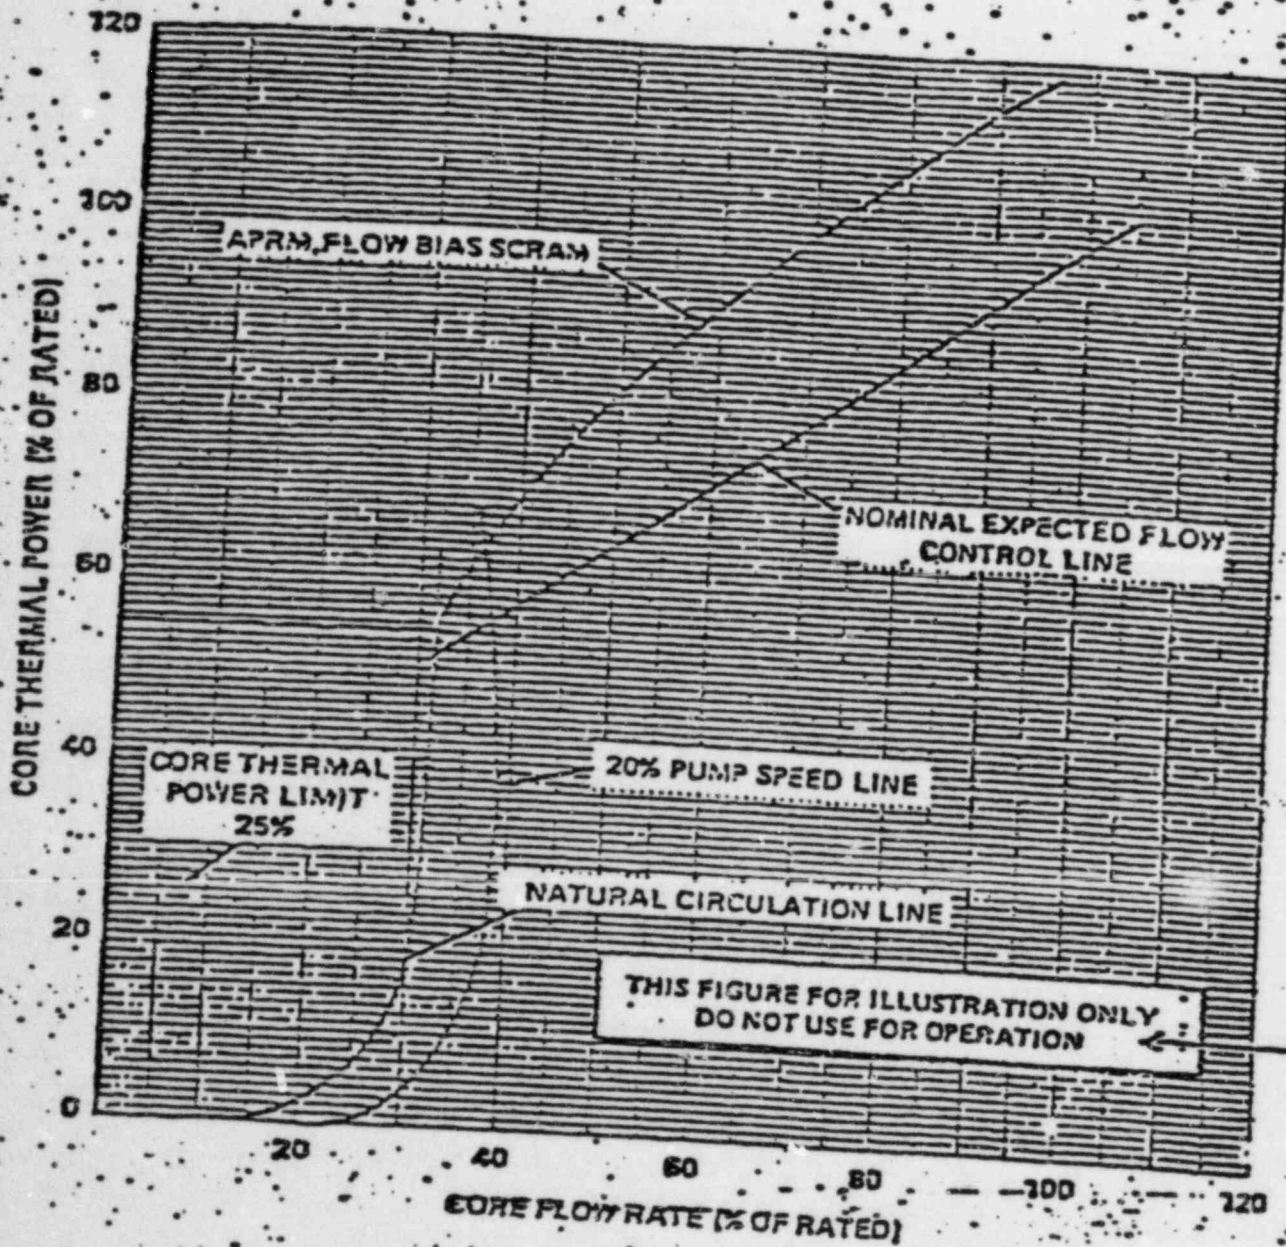 120
100
APRM FLOW BIAS SCRAM
80
CORE THERMAL POWER (% OF RATED)
60
NOMINAL EXPECTED FLOW
CONTROL LINE
40
CORE THERMAL
POWER LIMIT
25%
20% PUMP SPEED LINE
NATURAL CIRCULATION LINE
20
THIS FIGURE FOR ILLUSTRATION ONLY
DO NOT USE FOR OPERATION
0
20 40 60 80 100 120
CORE FLOW RATE (% OF RATED)